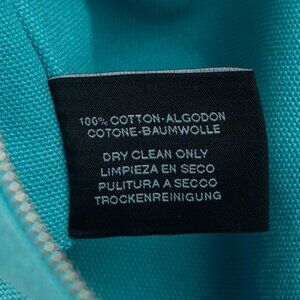 100% COTTON-ALGODON
COTONE-BAUMWOLLE
DRY CLEAN ONLY
LIMPIEZA EN SECO
PULITURA A SECCO
TROCKENREINIGUNG